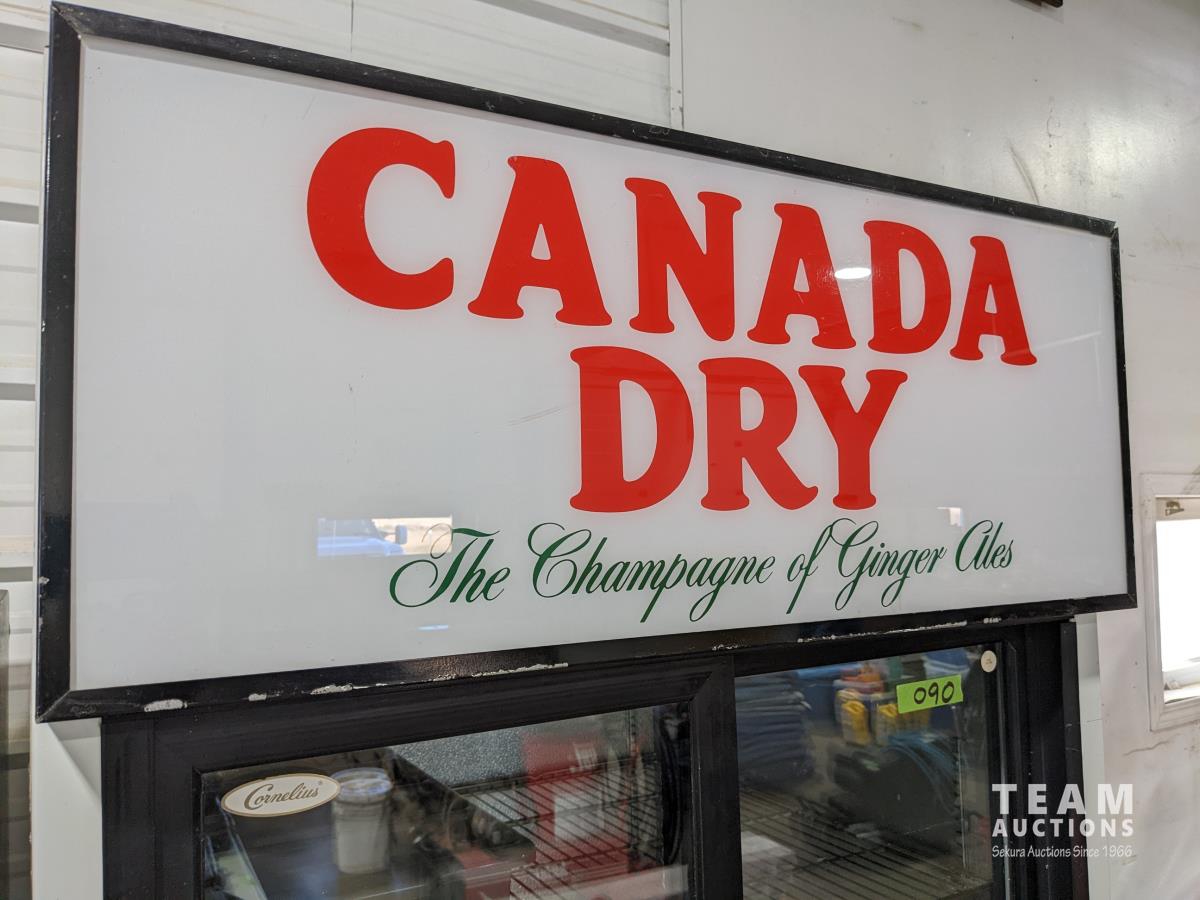 CANADA
DRY
The Champagne of Ginger Ales
090
Cornelius
TEAM
AUCTIONS
Sekura Auctions Since 1966